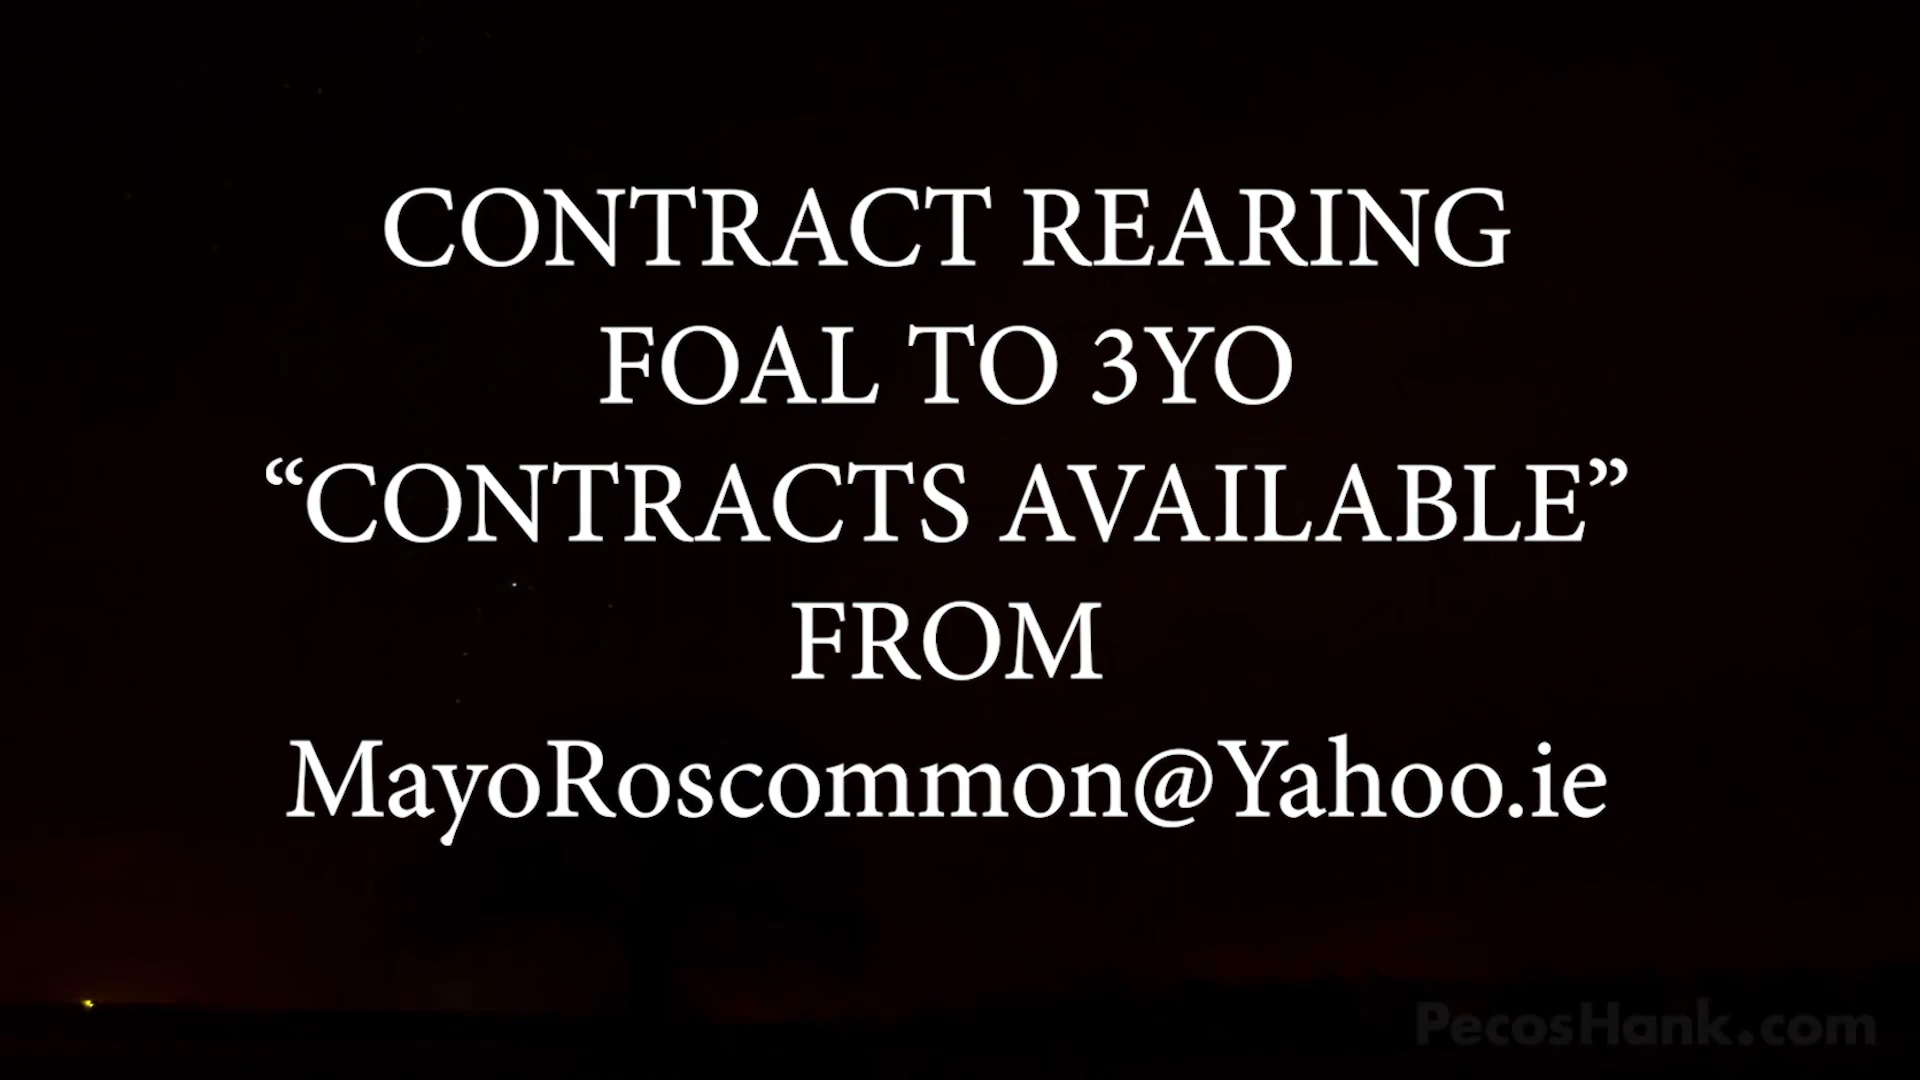 CONTRACT REARING
FOAL TO 3YO
“CONTRACTS AVAILABLE”
FROM
MayoRoscommon@Yahoo.ie
PecosHank.com